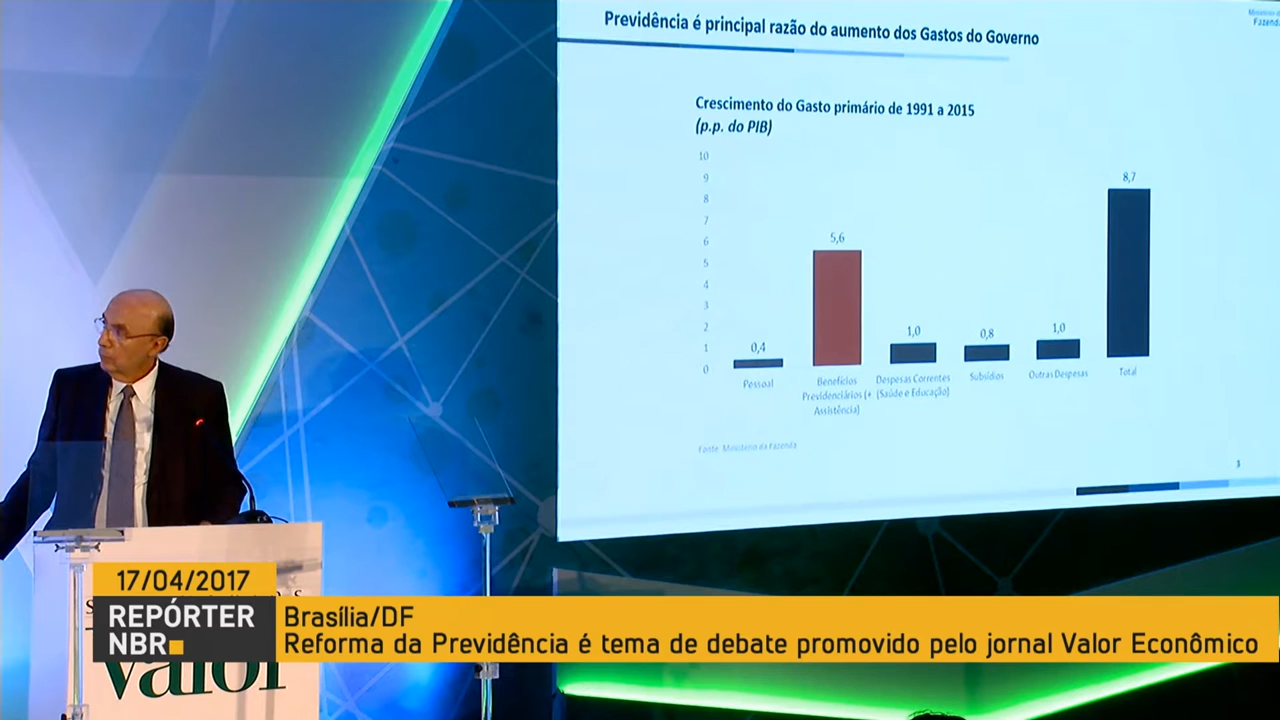 Previdência é principal razão do aumento dos Gastos do Governo
Fazenda
Crescimento do Gasto primário de 1991 a 2015
(p.p. do PIB)
10
9
8
7
6
5
4
3
2
1
0
0,4
5,6
1,0
0,8
1,0
8,7
Pessoal
Benefícios
Previdenciários (+
Assistência)
Despesas Correntes
(Saúde e Educação)
Subsídios
Outras Despesas
Total
Fonte: Ministério da Fazenda
3
17/04/2017
REPÓRTER
NBR
Brasília/DF
Reforma da Previdência é tema de debate promovido pelo jornal Valor Econômico
Valor